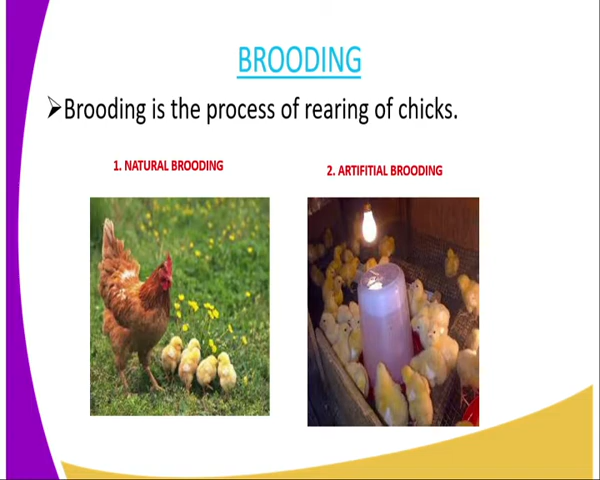 BROODING
➢Brooding is the process of rearing of chicks.
1. NATURAL BROODING
2. ARTIFITIAL BROODING